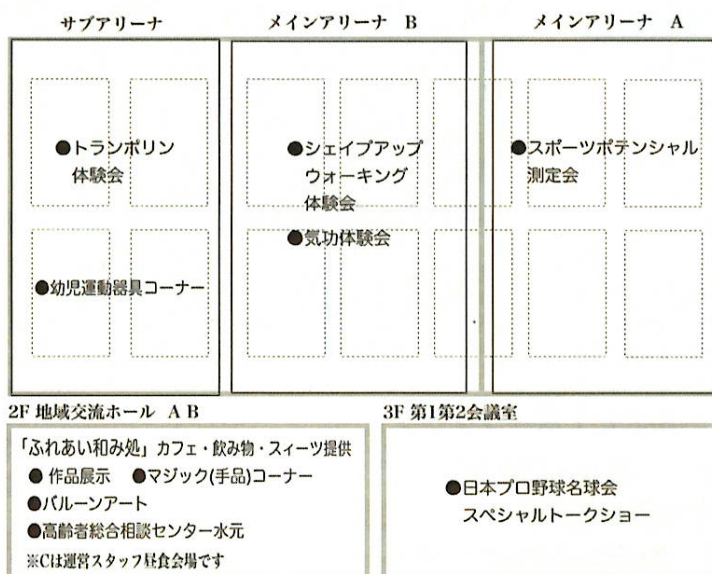 サブアリーナ
メインアリーナ B
メインアリーナ A
●トランポリン
体験会
●幼児運動器具コーナー
●シェイプアップ
ウォーキング
体験会
●気功体験会
●スポーツポテンシャル
測定会
2F 地域交流ホール A B
「ふれあい和み処」カフェ・飲み物・スィーツ提供
● 作品展示 ●マジック(手品)コーナー
●バルーンアート
●高齢者総合相談センター水元
※Cは運営スタッフ昼食会場です
3F 第1第2会議室
●日本プロ野球名球会
スペシャルトークショー